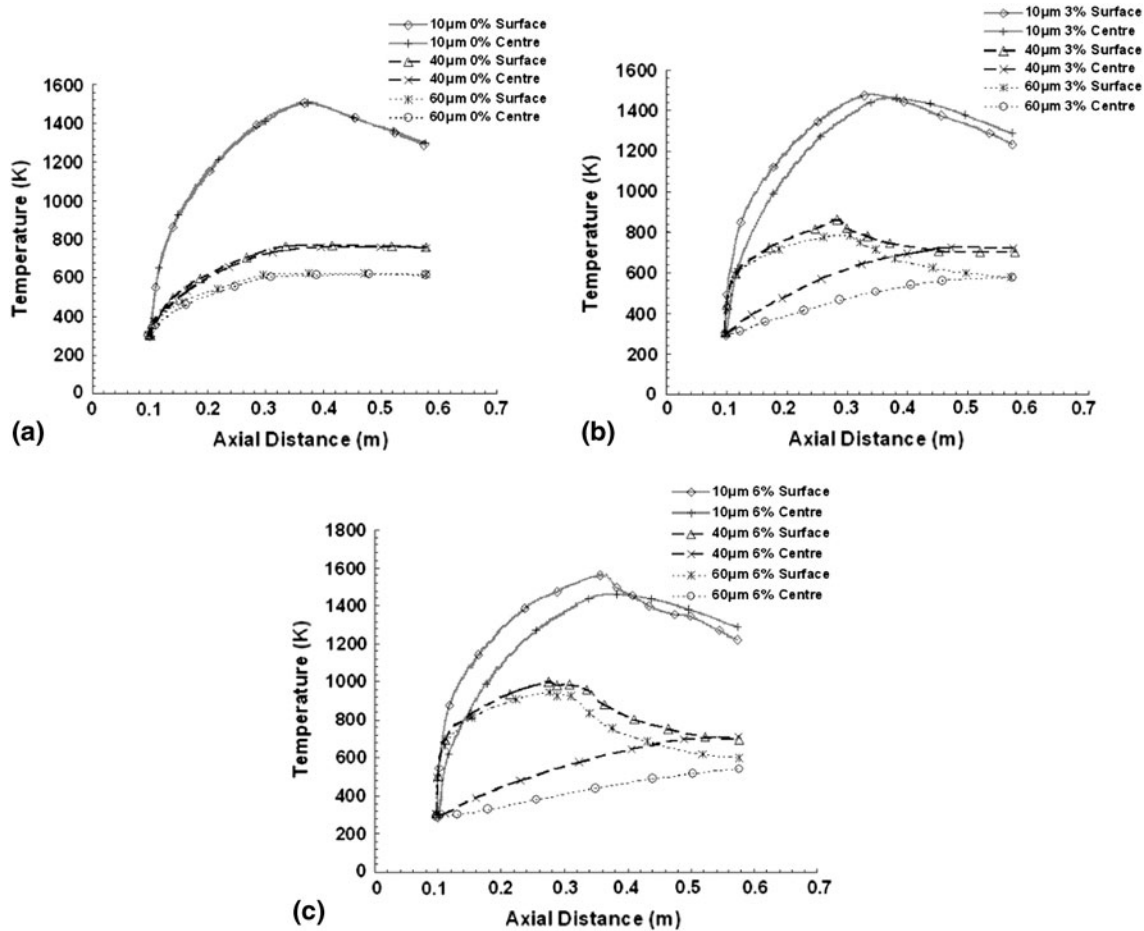 10μm 0% Surface
10μm 0% Centre
40μm 0% Surface
40μm 0% Centre
60μm 0% Surface
60μm 0% Centre
1600
1400
1200
1000
800
600
400
200
0
Temperature (K)
0 0.1 0.2 0.3 0.4 0.5 0.6 0.7
Axial Distance (m)
(a)
10μm 3% Surface
10μm 3% Centre
40μm 3% Surface
40μm 3% Centre
60μm 3% Surface
60μm 3% Centre
1600
1400
1200
1000
800
600
400
200
0
Temperature (K)
0 0.1 0.2 0.3 0.4 0.5 0.6 0.7
Axial Distance (m)
(b)
10μm 6% Surface
10μm 6% Centre
40μm 6% Surface
40μm 6% Centre
60μm 6% Surface
60μm 6% Centre
1800
1600
1400
1200
1000
800
600
400
200
0
Temperature (K)
0 0.1 0.2 0.3 0.4 0.5 0.6 0.7
Axial Distance (m)
(c)